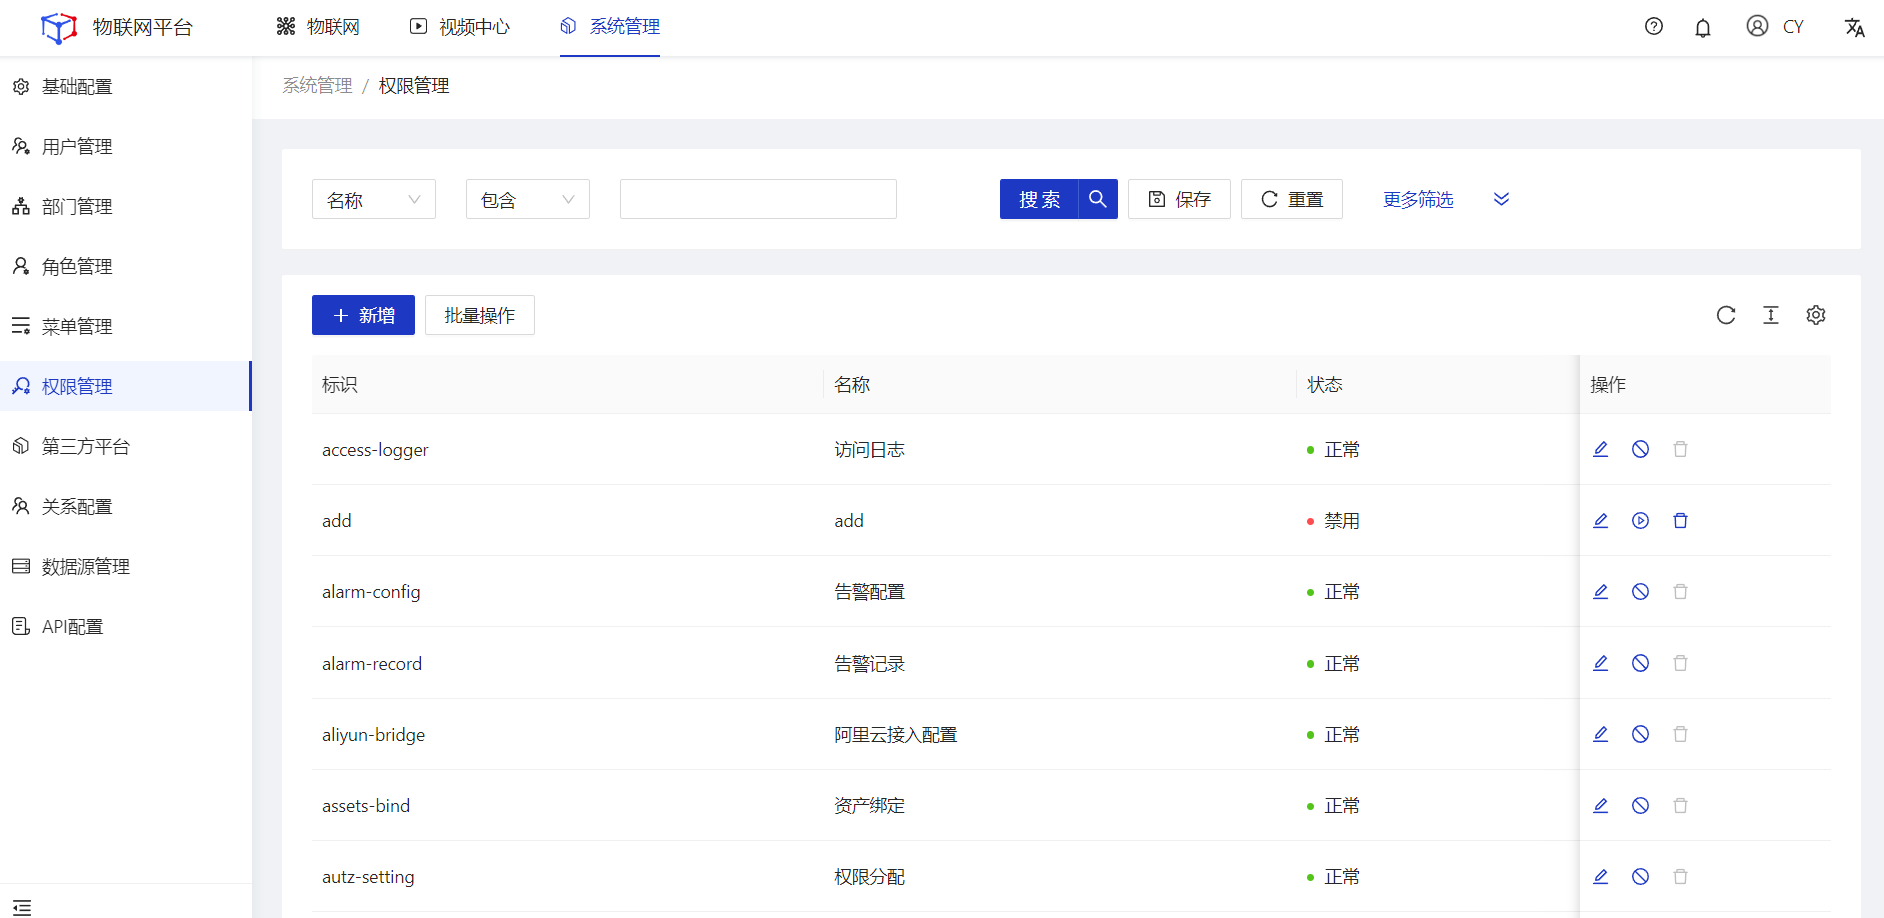 物联网平台 物联网 视频中心 系统管理 CY
系统管理 / 权限管理
基础配置
用户管理
部门管理
角色管理
菜单管理
权限管理
第三方平台
关系配置
数据源管理
API配置
名称 包含 搜索 保存 重置 更多筛选
新增 批量操作
标识 名称 状态 操作
access-logger 访问日志 正常
add add 禁用
alarm-config 告警配置 正常
alarm-record 告警记录 正常
aliyun-bridge 阿里云接入配置 正常
assets-bind 资产绑定 正常
autz-setting 权限分配 正常